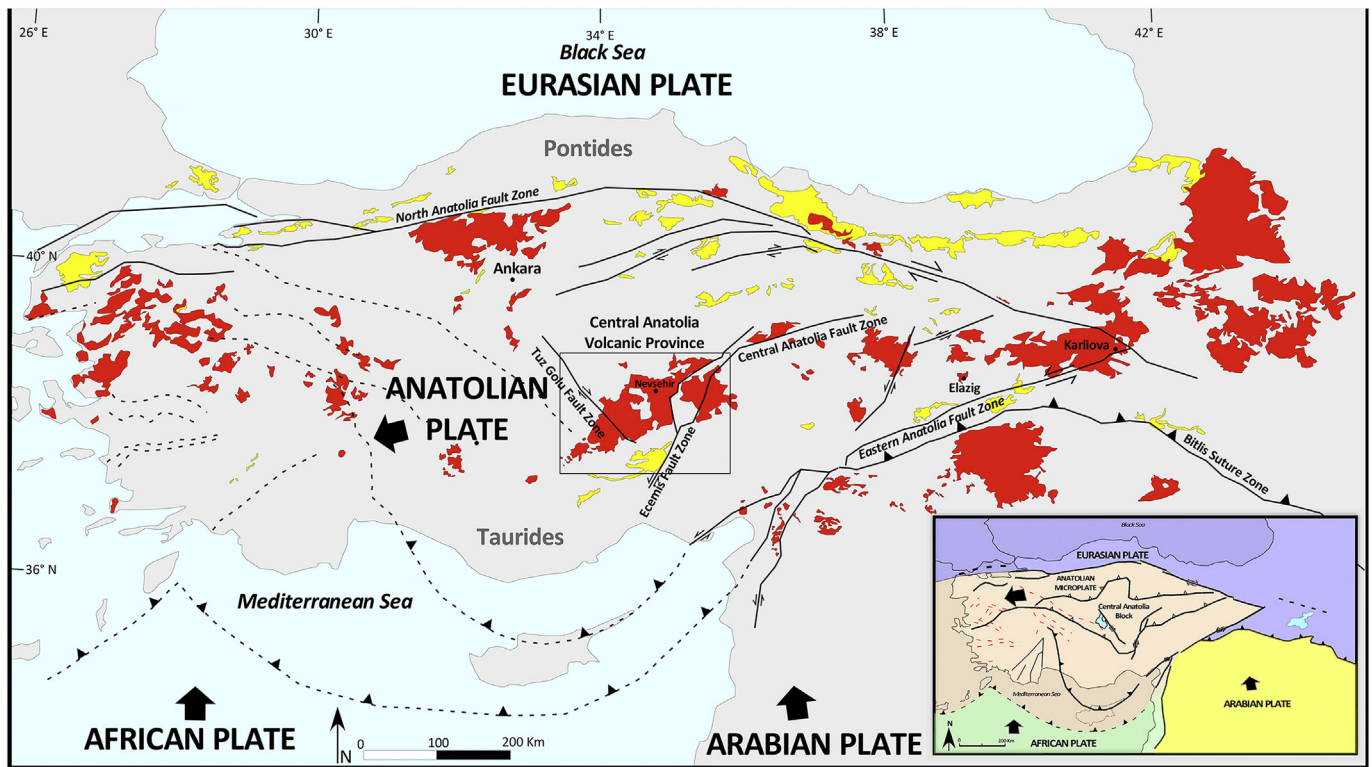 26° E
30° E
34° E
38° E
42° E
Black Sea
EURASIAN PLATE
Pontides
North Anatolia Fault Zone
40° N
Ankara
Central Anatolia
Volcanic Province
Central Anatolia Fault Zone
Tuz Golu Fault Zone
Nevsehir
Karliova
Elazig
ANATOLIAN
PLATE
Ecemis Fault Zone
Eastern Anatolia Fault Zone
Bitlis Suture Zone
Taurides
36° N
Mediterranean Sea
AFRICAN PLATE
N
0 100 200 Km
ARABIAN PLATE
Black Sea
EURASIAN PLATE
ANATOLIAN
MICROPLATE
Central Anatolia
Block
Mediterranean Sea
ARABIAN PLATE
AFRICAN PLATE
N
0 200 Km